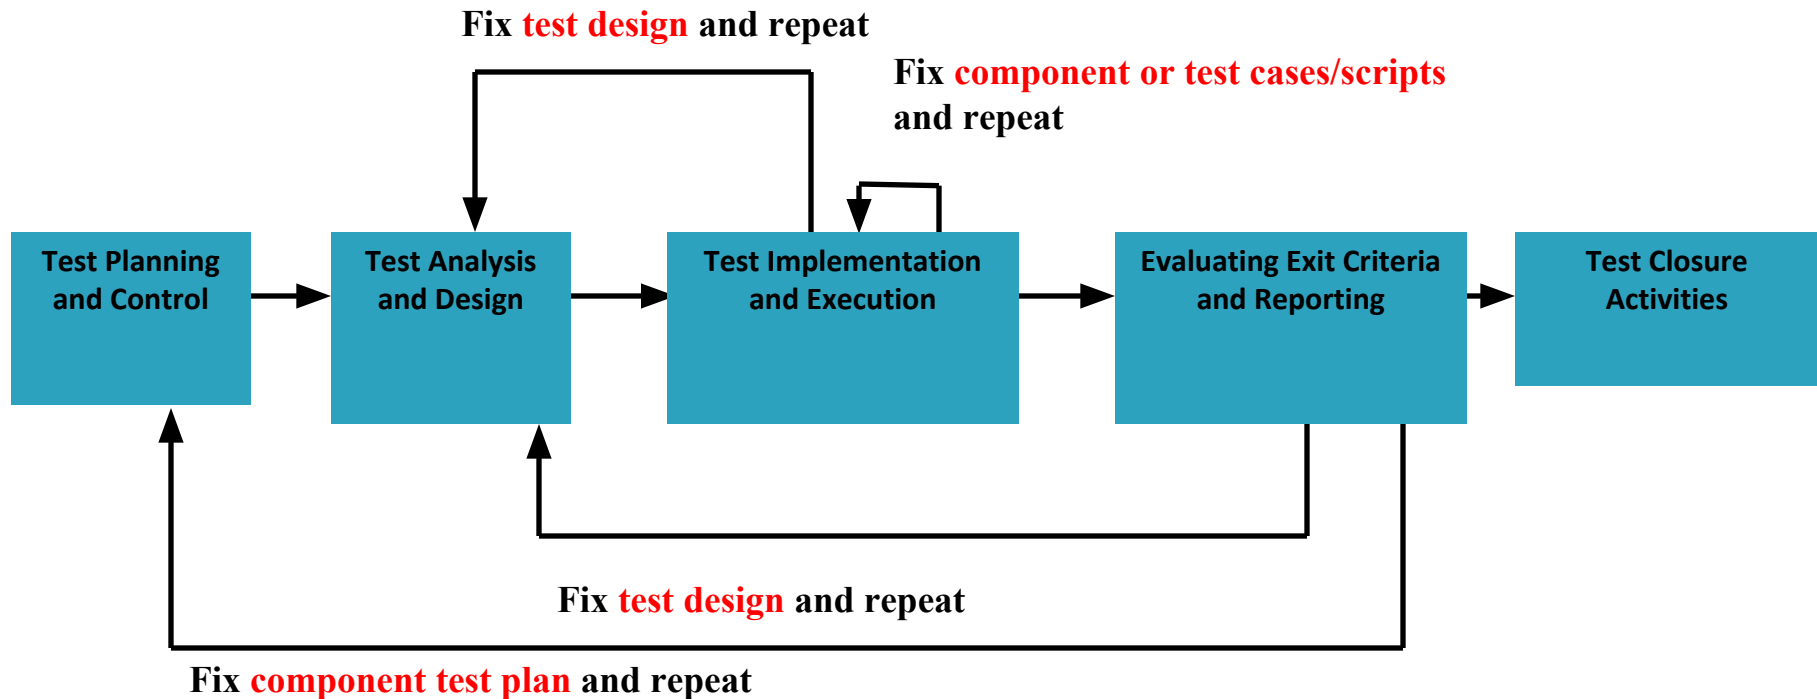 Fix test design and repeat
Fix component or test cases/scripts
and repeat
Test Planning
and Control
Test Analysis
and Design
Test Implementation
and Execution
Evaluating Exit Criteria
and Reporting
Test Closure
Activities
Fix test design and repeat
Fix component test plan and repeat